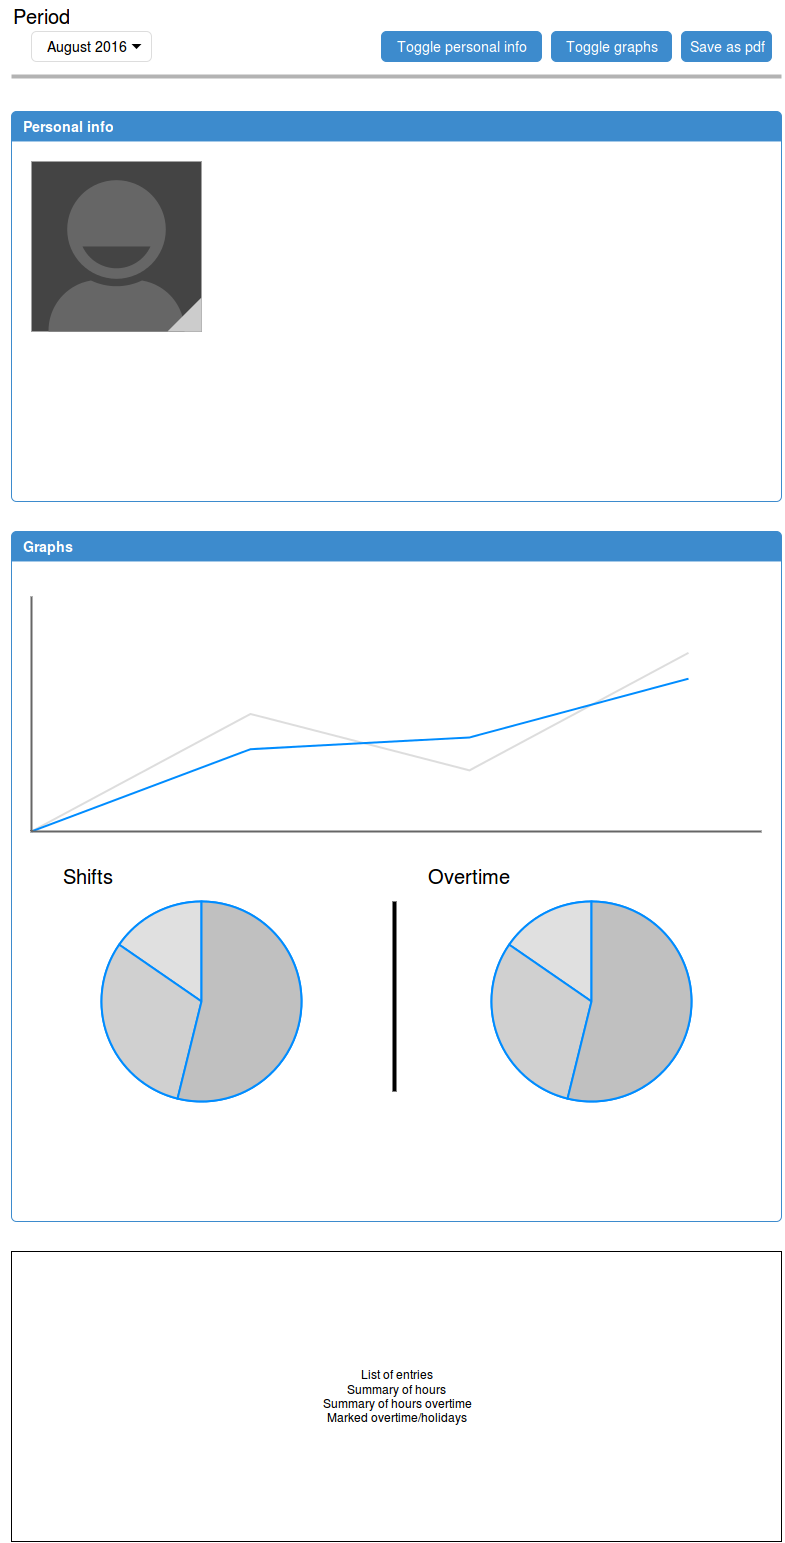 Period
August 2016
Toggle personal info
Toggle graphs
Save as pdf
Personal info
Graphs
Shifts
Overtime
List of entries
Summary of hours
Summary of hours overtime
Marked overtime/holidays